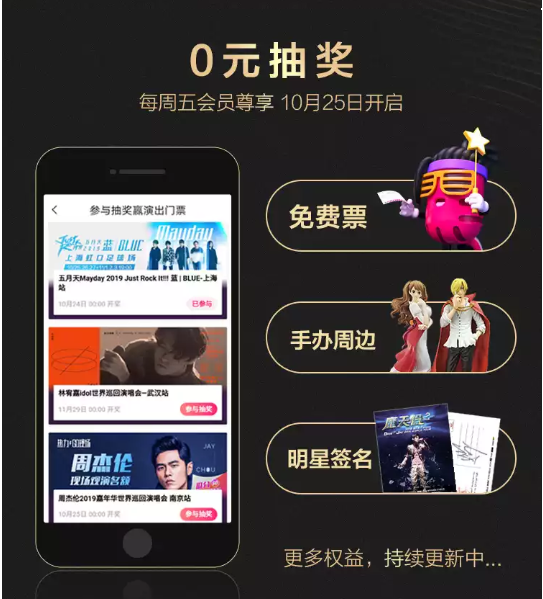 0元抽奖
每周五会员尊享 10月25日开启
参与抽奖赢演出门票
Mayday
蓝 | BLUE
上海虹口足球场
五月天Mayday 2019 Just Rock It!!! 蓝 | BLUE-上海站
10月24日 00:00 开奖
已参与
林宥嘉idol世界巡回演唱会—武汉站
11月29日 00:00 开奖
参与抽奖
周杰伦
JAY
CHOU
现场观演名额
周杰伦2019嘉年华世界巡回演唱会 南京站
10月25日 00:00 开奖
参与抽奖
免费票
手办周边
明星签名
摩天轮2
更多权益，持续更新中...